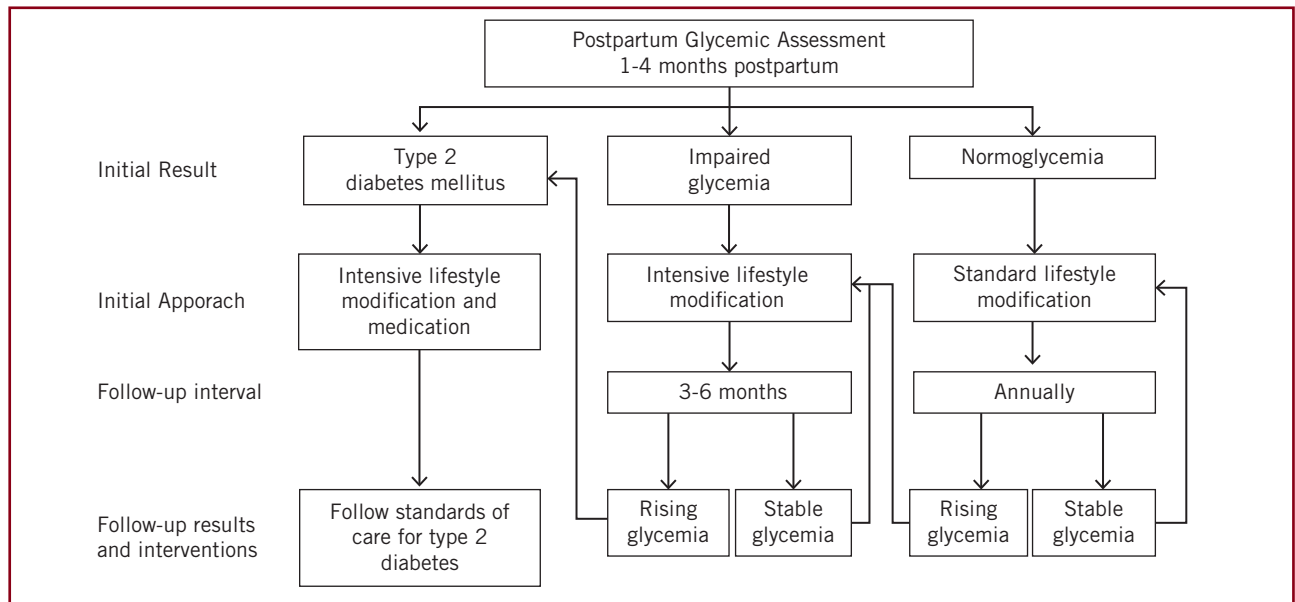 Postpartum Glycemic Assessment
1-4 months postpartum
Initial Result
Type 2
diabetes mellitus
Impaired
glycemia
Normoglycemia
Initial Apporach
Intensive lifestyle
modification and
medication
Intensive lifestyle
modification
Standard lifestyle
modification
Follow-up interval
3-6 months
Annually
Follow-up results
and interventions
Follow standards of
care for type 2
diabetes
Rising
glycemia
Stable
glycemia
Rising
glycemia
Stable
glycemia